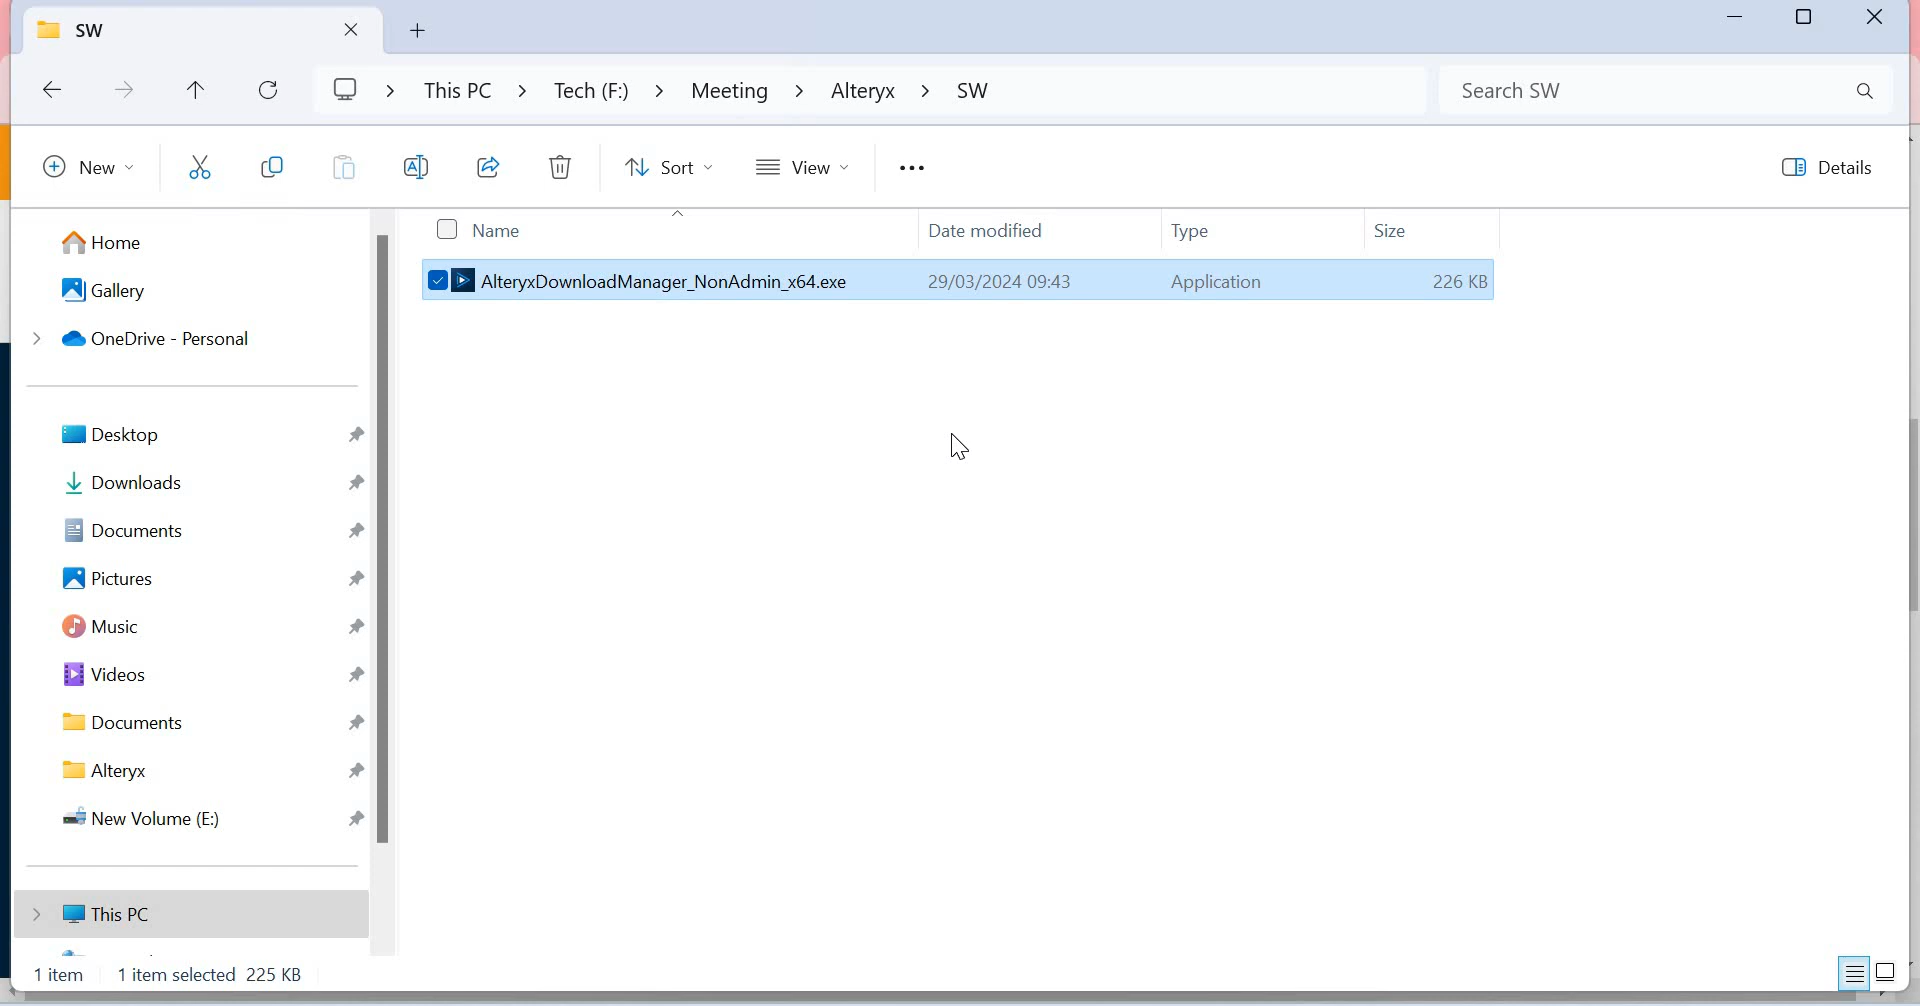 SW
This PC > Tech (F:) > Meeting > Alteryx > SW
Search SW
New
Sort
View
Details
Home
Gallery
OneDrive - Personal
Desktop
Downloads
Documents
Pictures
Music
Videos
Documents
Alteryx
New Volume (E:)
This PC
Name Date modified Type Size
AlteryxDownloadManager_NonAdmin_x64.exe 29/03/2024 09:43 Application 226 KB
1 item 1 item selected 225 KB